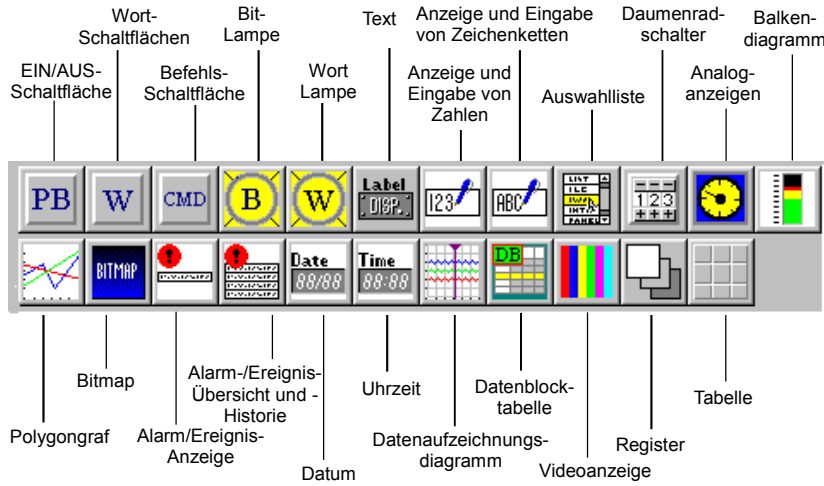 Wort-
Schaltflächen
Bit-
Lampe
Text
Anzeige und Eingabe
von Zeichenketten
Daumenrad-
schalter
Balken-
diagramm
EIN/AUS-
Schaltfläche
Befehls-
Schaltfläche
Wort
Lampe
Anzeige und
Eingabe von
Zahlen
Auswahlliste
Analog-
anzeigen
PB
W
CMD
B
W
Label
DISP.
123
ABC
LIST
123
BITMAP
Date
88/88
Time
88:88
DB
Bitmap
Alarm-/Ereignis-
Übersicht und -
Historie
Uhrzeit
Datenblock-
tabelle
Tabelle
Polygongraf
Alarm/Ereignis-
Anzeige
Datum
Datenaufzeichnungs-
diagramm
Videoanzeige
Register